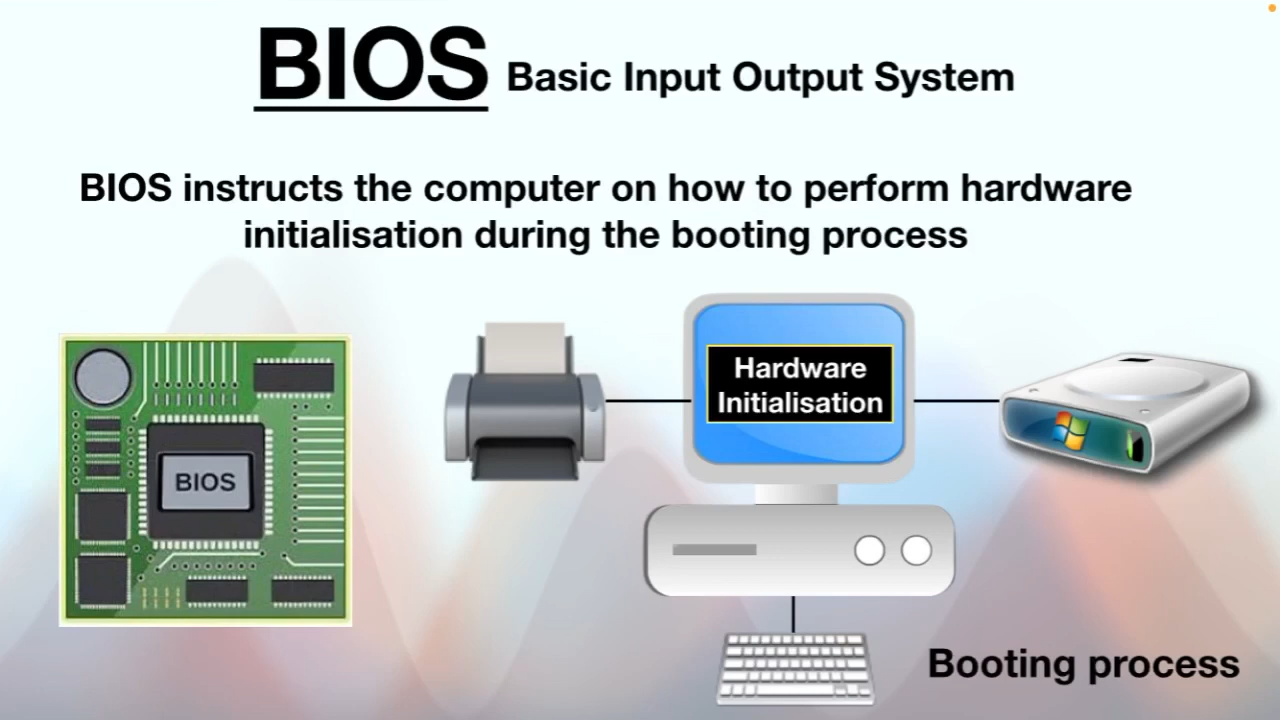 BIOS Basic Input Output System
BIOS instructs the computer on how to perform hardware
initialisation during the booting process
Hardware
Initialisation
BIOS
Booting process